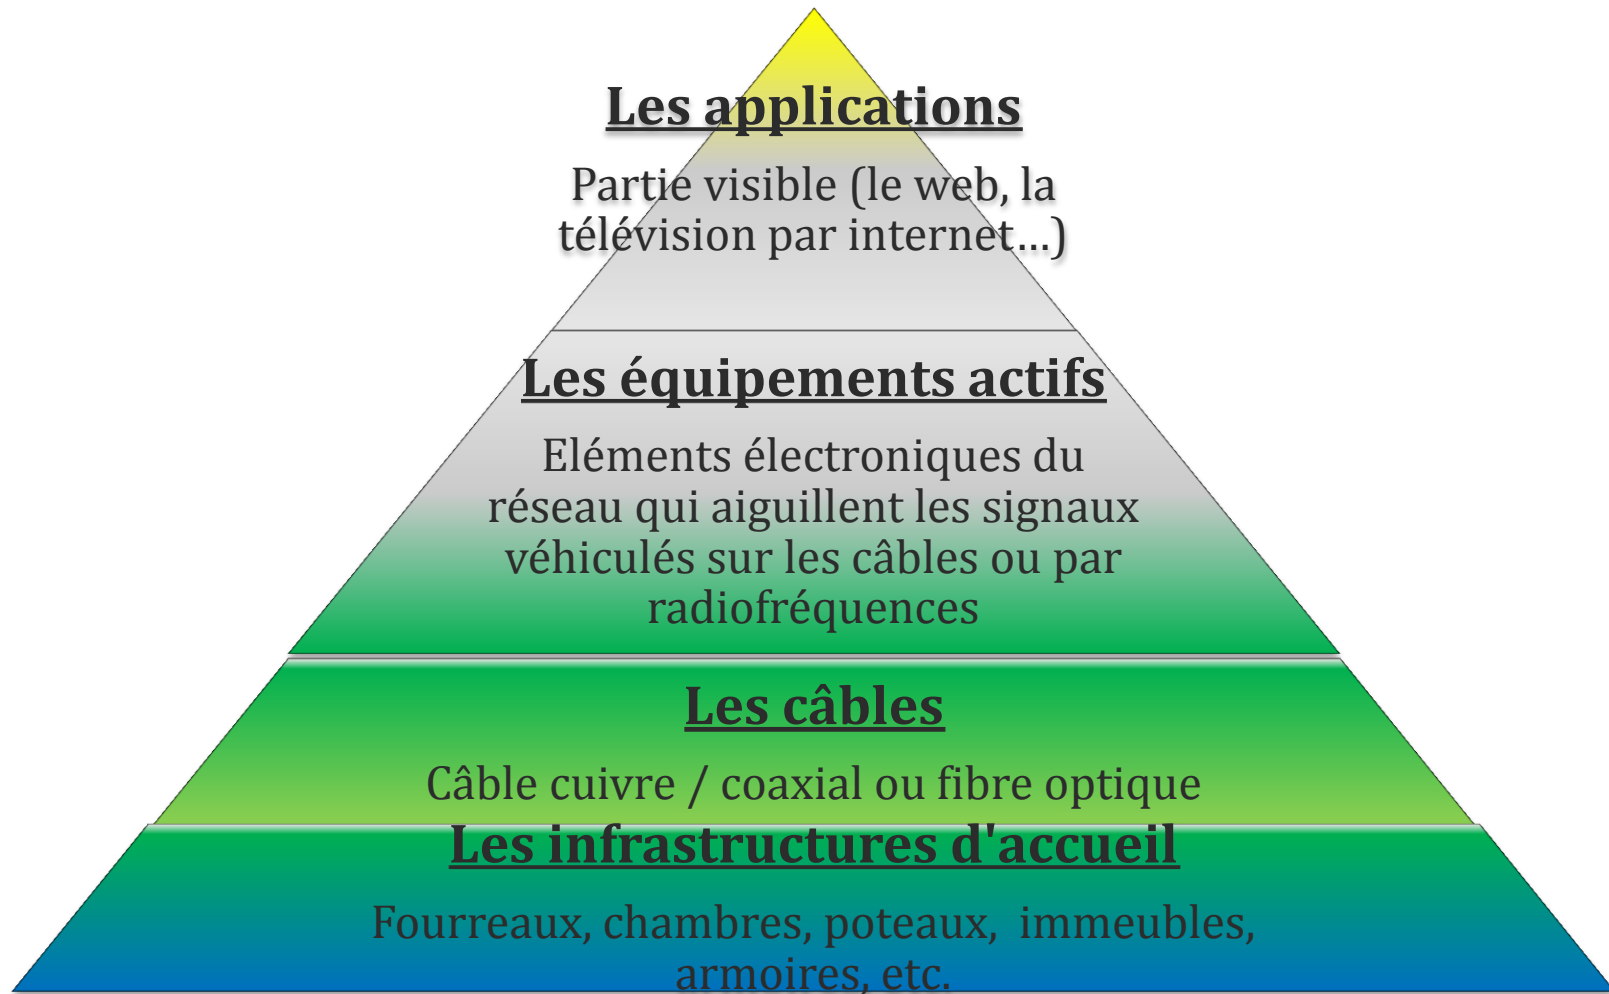 Les applications
Partie visible (le web, la
télévision par internet…)
Les équipements actifs
Eléments électroniques du
réseau qui aiguillent les signaux
véhiculés sur les câbles ou par
radiofréquences
Les câbles
Câble cuivre / coaxial ou fibre optique
Les infrastructures d'accueil
Fourreaux, chambres, poteaux,  immeubles,
armoires, etc.